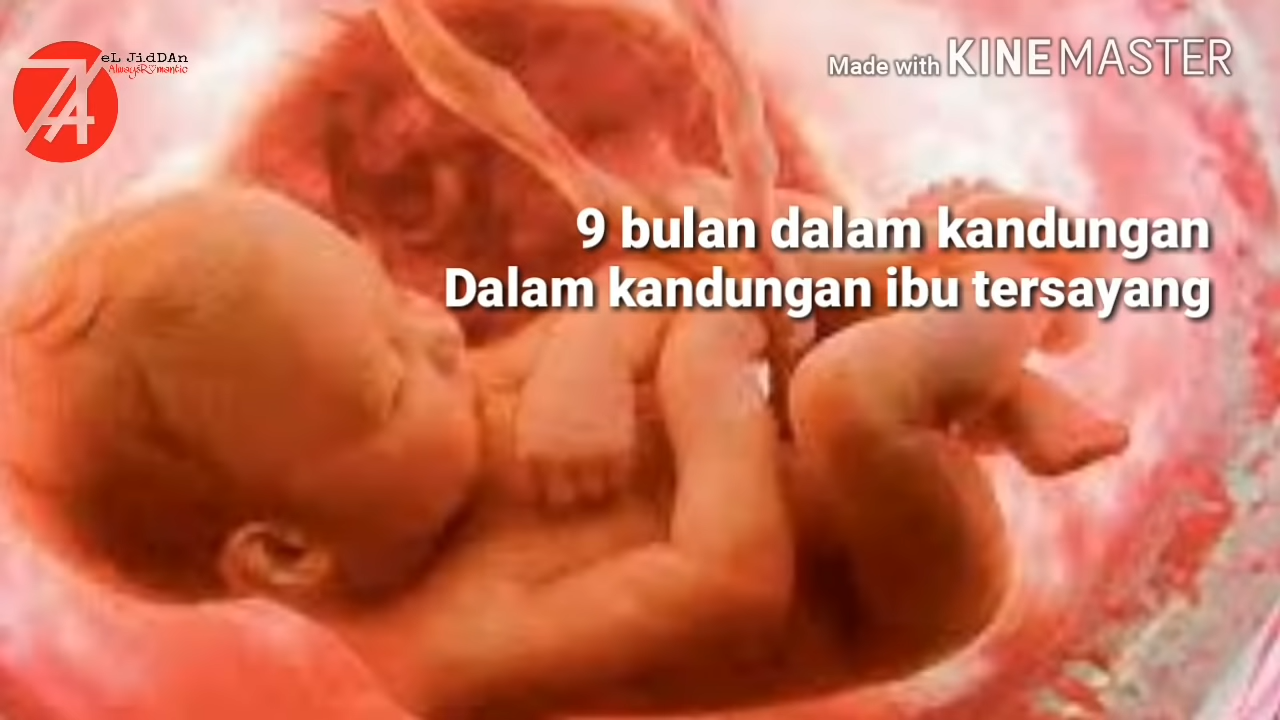 eL JidDAn
AlwaysRomantic
Made with KINEMASTER
9 bulan dalam kandungan
Dalam kandungan ibu tersayang